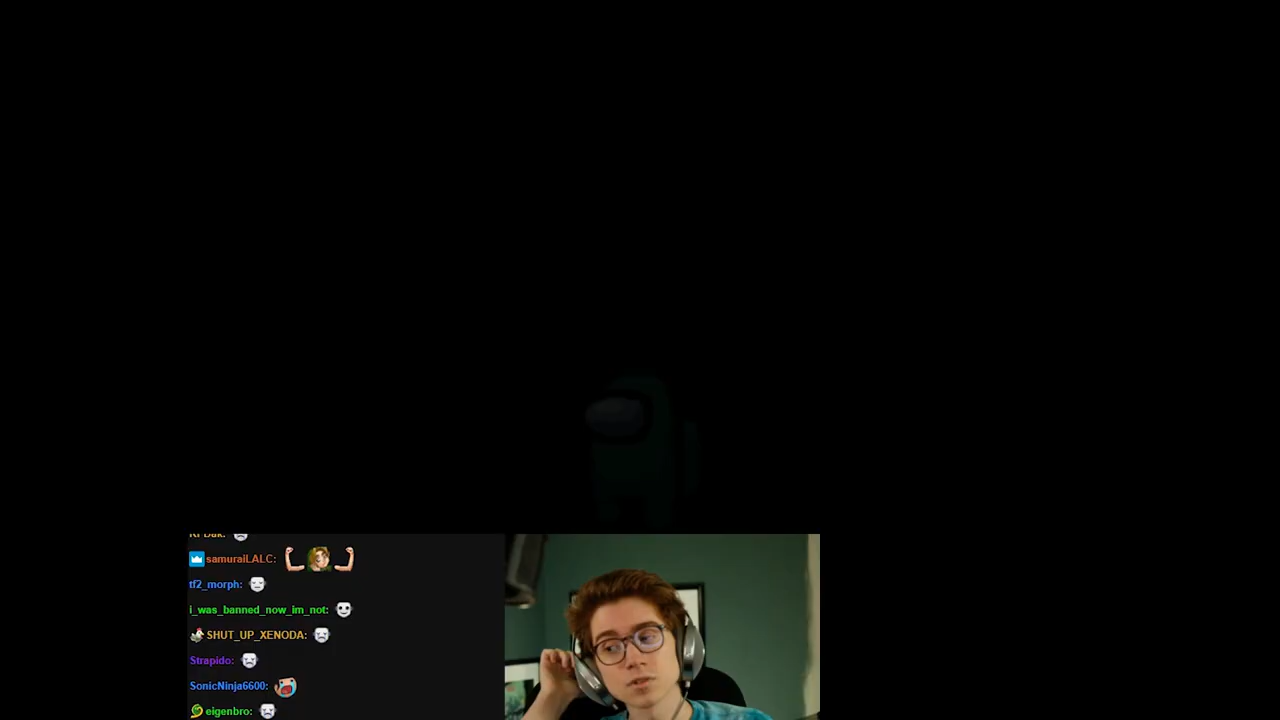 samuraiLALC:
tf2_morph:
i_was_banned_now_im_not:
SHUT_UP_XENODA:
Strapido:
SonicNinja6600:
eigenbro: